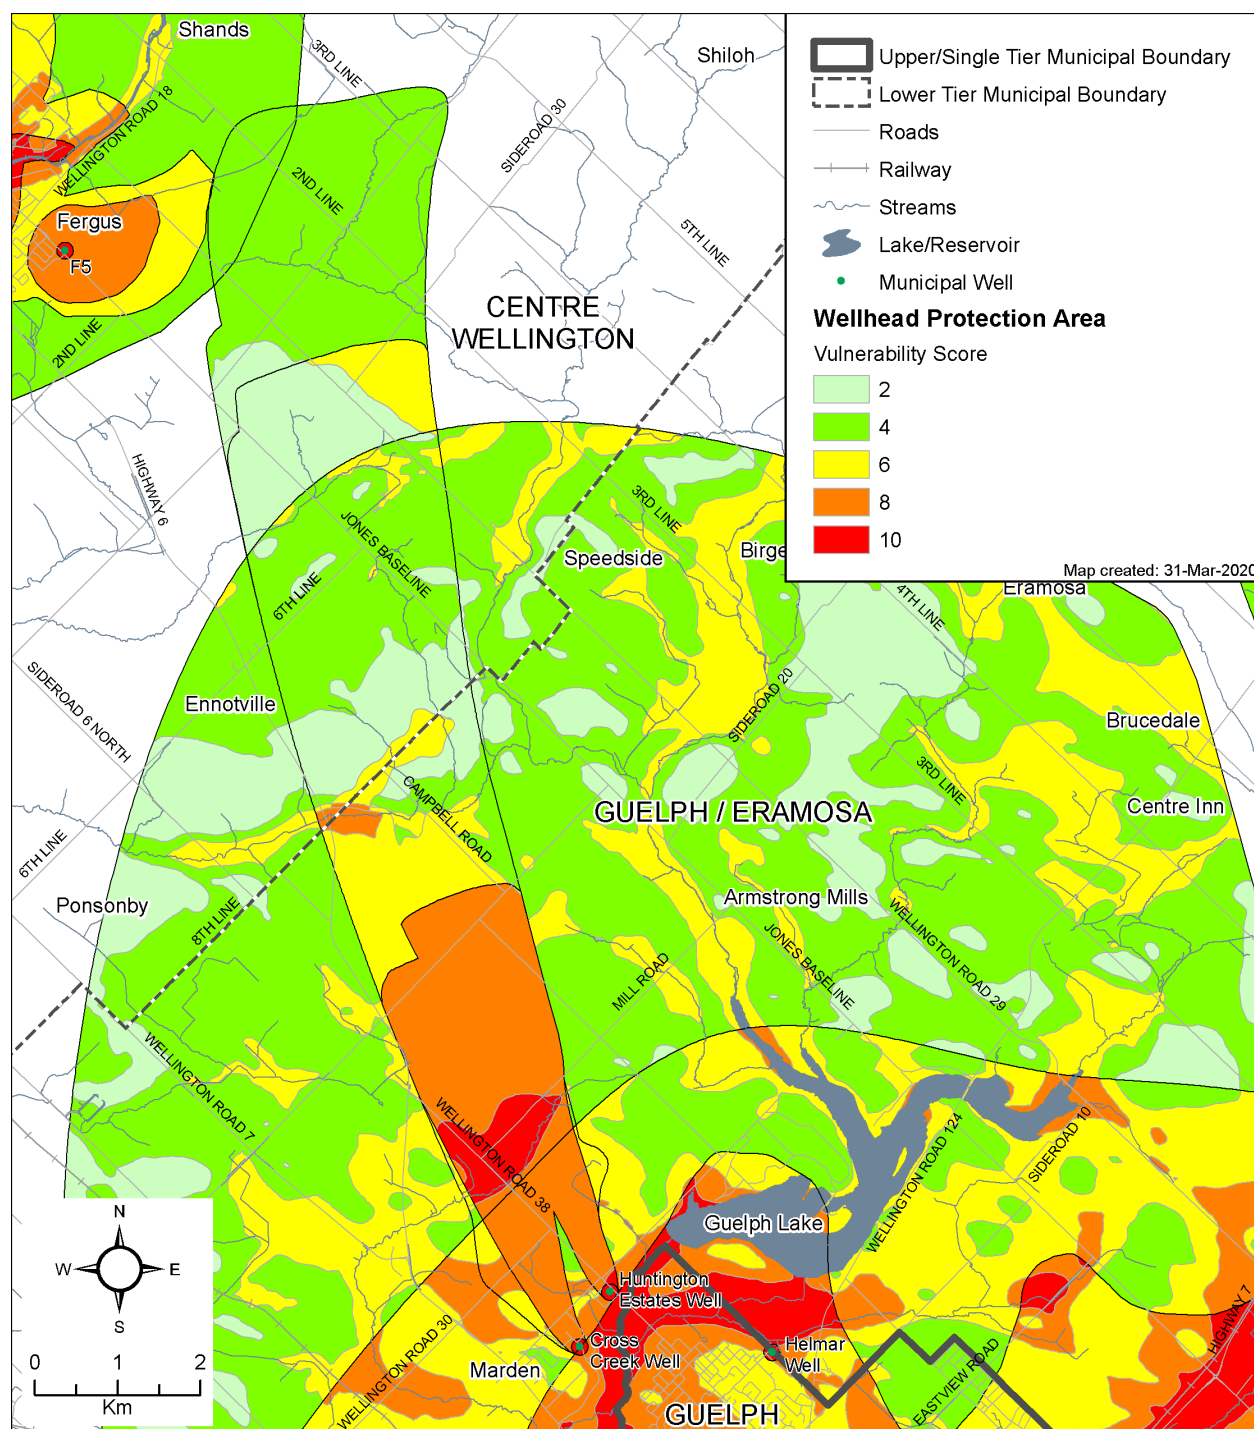 Shands
3RD LINE
Shiloh
SIDEROAD 30
WELLINGTON ROAD 18
2ND LINE
5TH LINE
Fergus
F5
2ND LINE
CENTRE
WELLINGTON
HIGHWAY 6
JONES BASELINE
6TH LINE
3RD LINE
Speedside
Birge
Eramosa
4TH LINE
SIDEROAD 6 NORTH
Ennotville
SIDEROAD 20
Brucedale
3RD LINE
Centre Inn
CAMPBELL ROAD
GUELPH / ERAMOSA
6TH LINE
Ponsonby
8TH LINE
Armstrong Mills
WELLINGTON ROAD 29
JONES BASELINE
MILL ROAD
WELLINGTON ROAD 7
WELLINGTON ROAD 38
WELLINGTON ROAD 124
SIDEROAD 10
Guelph Lake
Huntington
Estates Well
Cross
Creek Well
Helmar
Well
HIGHWAY 7
WELLINGTON ROAD 30
Marden
EASTVIEW ROAD
GUELPH
Upper/Single Tier Municipal Boundary
Lower Tier Municipal Boundary
Roads
Railway
Streams
Lake/Reservoir
Municipal Well
Wellhead Protection Area
Vulnerability Score
2
4
6
8
10
Map created: 31-Mar-2020
N
W E
S
0 1 2
Km